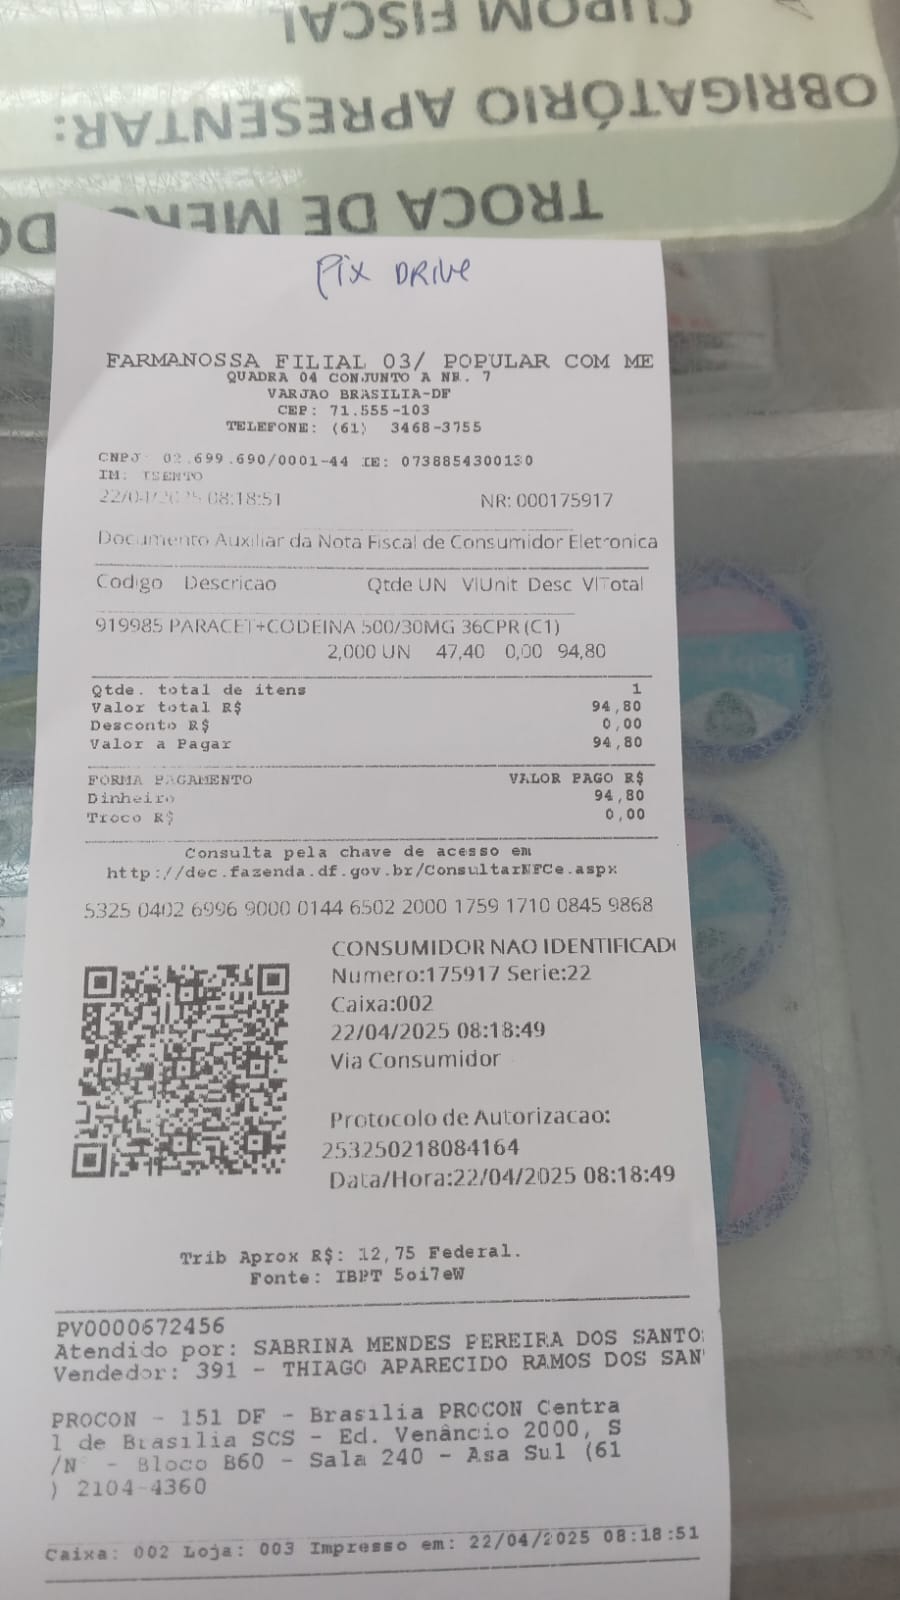 CUPOM FISCAL
OBRIGATÓRIO APRESENTAR:
TROCA DE
Pix DRIVE
FARMANOSSA FILIAL 03/ POPULAR COM ME
QUADRA 04 CONJUNTO A NR. 7
VARJAO BRASILIA-DF
CEP: 71.555-103
TELEFONE: (61) 3468-3755
CNPJ: 02.699.690/0001-44 IE: 0738854300130
IM: ISENTO
22/04/2025 08:18:51 NR: 000175917
Documento Auxiliar da Nota Fiscal de Consumidor Eletronica
Codigo Descricao Qtde UN VlUnit Desc VlTotal
919985 PARACET+CODEINA 500/30MG 36CPR (C1)
2,000 UN 47,40 0,00 94,80
Qtde. total de itens 1
Valor total R$ 94,80
Desconto R$ 0,00
Valor a Pagar 94,80
FORMA PAGAMENTO VALOR PAGO R$
Dinheiro 94,80
Troco R$ 0,00
Consulta pela chave de acesso em
http://dec.fazenda.df.gov.br/ConsultarNFCe.aspx
5325 0402 6996 9000 0144 6502 2000 1759 1710 0845 9868
CONSUMIDOR NAO IDENTIFICAD
Numero:175917 Serie:22
Caixa:002
22/04/2025 08:18:49
Via Consumidor
Protocolo de Autorizacao:
253250218084164
Data/Hora:22/04/2025 08:18:49
Trib Aprox R$: 12,75 Federal.
Fonte: IBPT 5oi7eW
PV0000672456
Atendido por: SABRINA MENDES PEREIRA DOS SANTO
Vendedor: 391 - THIAGO APARECIDO RAMOS DOS SAN
PROCON - 151 DF - Brasilia PROCON Centra
l de Brasilia SCS - Ed. Venâncio 2000, S
/Nº - Bloco B60 - Sala 240 - Asa Sul (61
) 2104-4360
Caixa: 002 Loja: 003 Impresso em: 22/04/2025 08:18:51